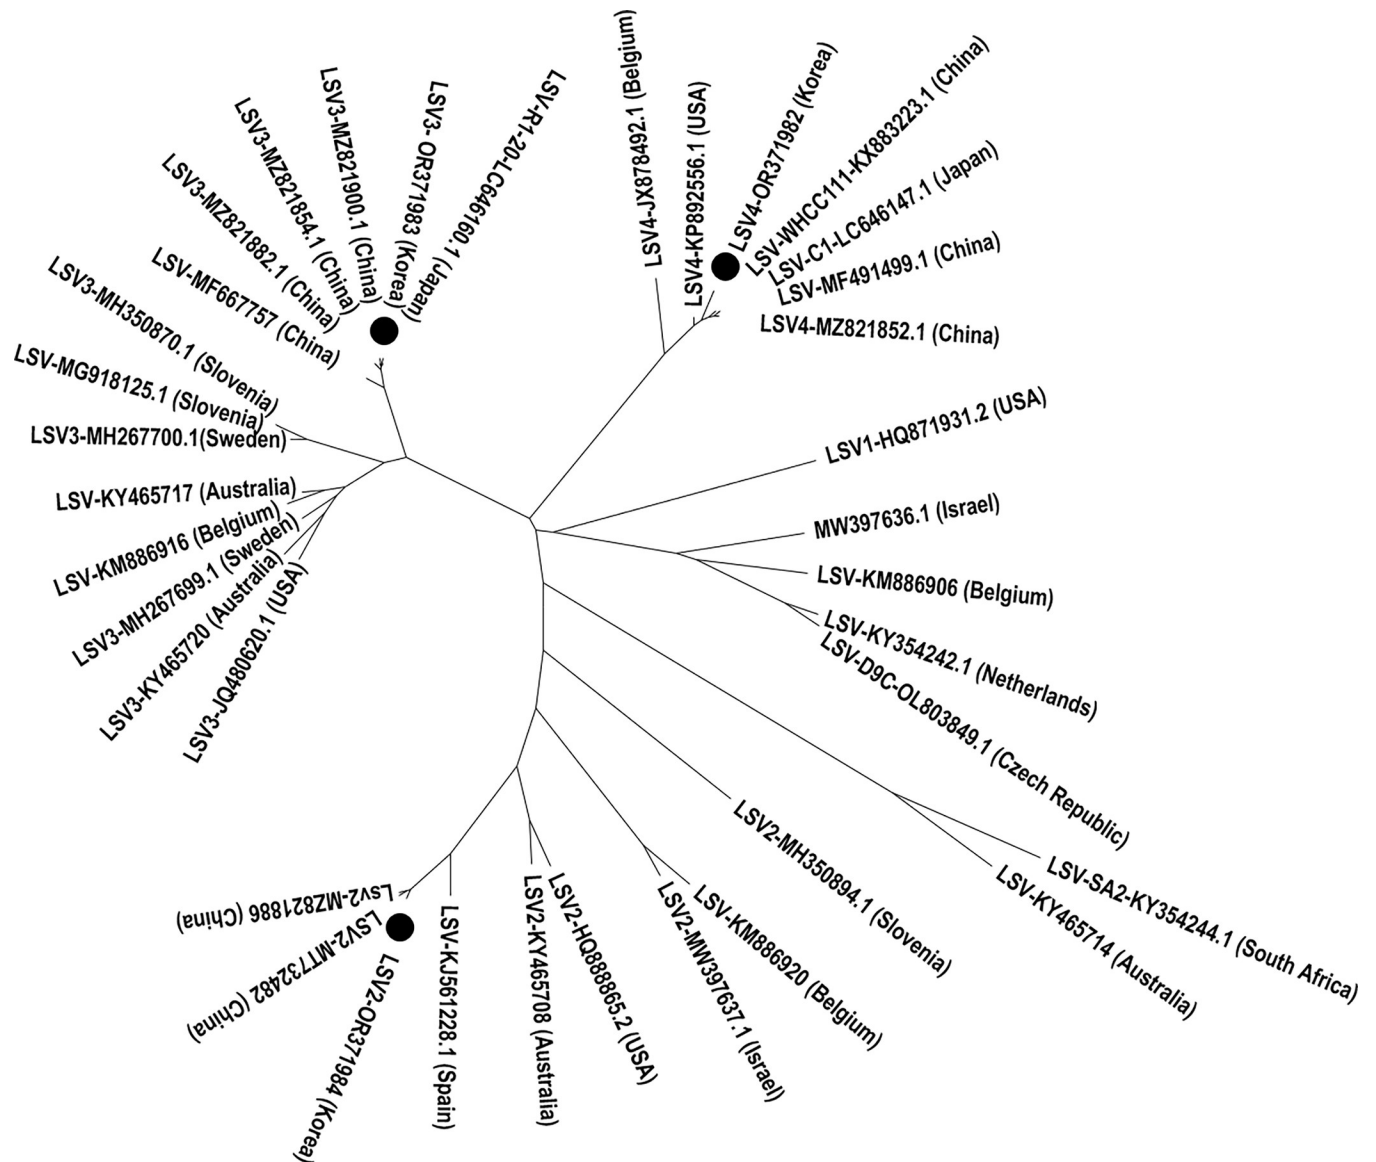 LSV4-JX878492.1 (Belgium)
LSV4-KP892556.1 (USA)
LSV4-OR371982 (Korea)
LSV-WHCC111-KX883223.1 (China)
LSV-C1-LC646147.1 (Japan)
LSV-MF491499.1 (China)
LSV4-MZ821852.1 (China)
LSV1-HQ871931.2 (USA)
MW397636.1 (Israel)
LSV-KM886906 (Belgium)
LSV-KY354242.1 (Netherlands)
LSV-D9C-OL803849.1 (Czech Republic)
LSV-SA2-KY354244.1 (South Africa)
LSV-KY465714 (Australia)
LSV2-MH350894.1 (Slovenia)
LSV-KM886920 (Belgium)
LSV2-MW397637.1 (Israel)
LSV2-HQ888865.2 (USA)
LSV2-KY465708 (Australia)
LSV-KJ561228.1 (Spain)
LSV2-OR371984 (Korea)
LSV2-MT732482 (China)
Lsv2-MZ821886 (China)
LSV3-JQ480620.1 (USA)
LSV3-KY465720 (Australia)
LSV3-MH267699.1 (Sweden)
LSV-KM886916 (Belgium)
LSV-KY465717 (Australia)
LSV3-MH267700.1(Sweden)
LSV-MG918125.1 (Slovenia)
LSV3-MH350870.1 (Slovenia)
LSV-MF667757 (China)
LSV3-MZ821882.1 (China)
LSV3-MZ821854.1 (China)
LSV3-MZ821900.1 (China)
LSV3- OR371983 (Korea)
LSV-R1-20-LC646160.1 (Japan)